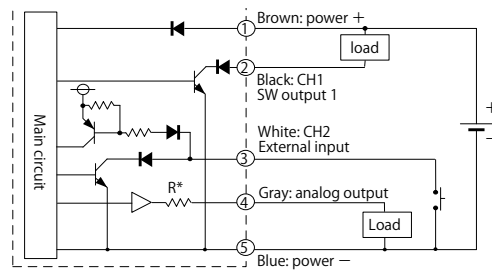 Main circuit
1
Brown: power +
load
2
Black: CH1
SW output 1
+
−
White: CH2
External input
3
R*
4
Gray: analog output
Load
5
Blue: power −